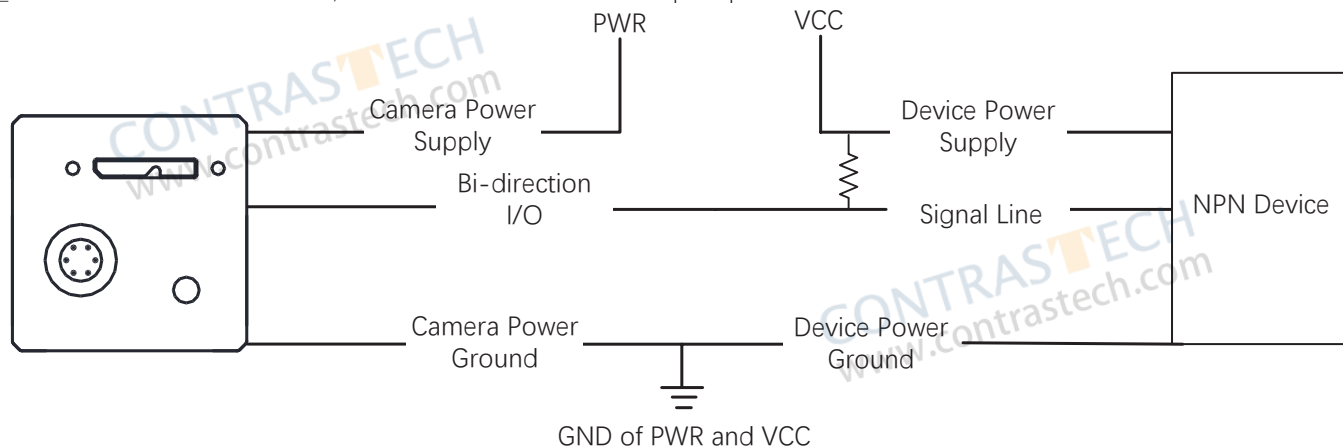 PWR
VCC
Camera Power
Supply
Device Power
Supply
Bi-direction
I/O
Signal Line
NPN Device
Camera Power
Ground
Device Power
Ground
GND of PWR and VCC
CONTRASTECH
www.contrastech.com
CONTRASTECH
www.contrastech.com